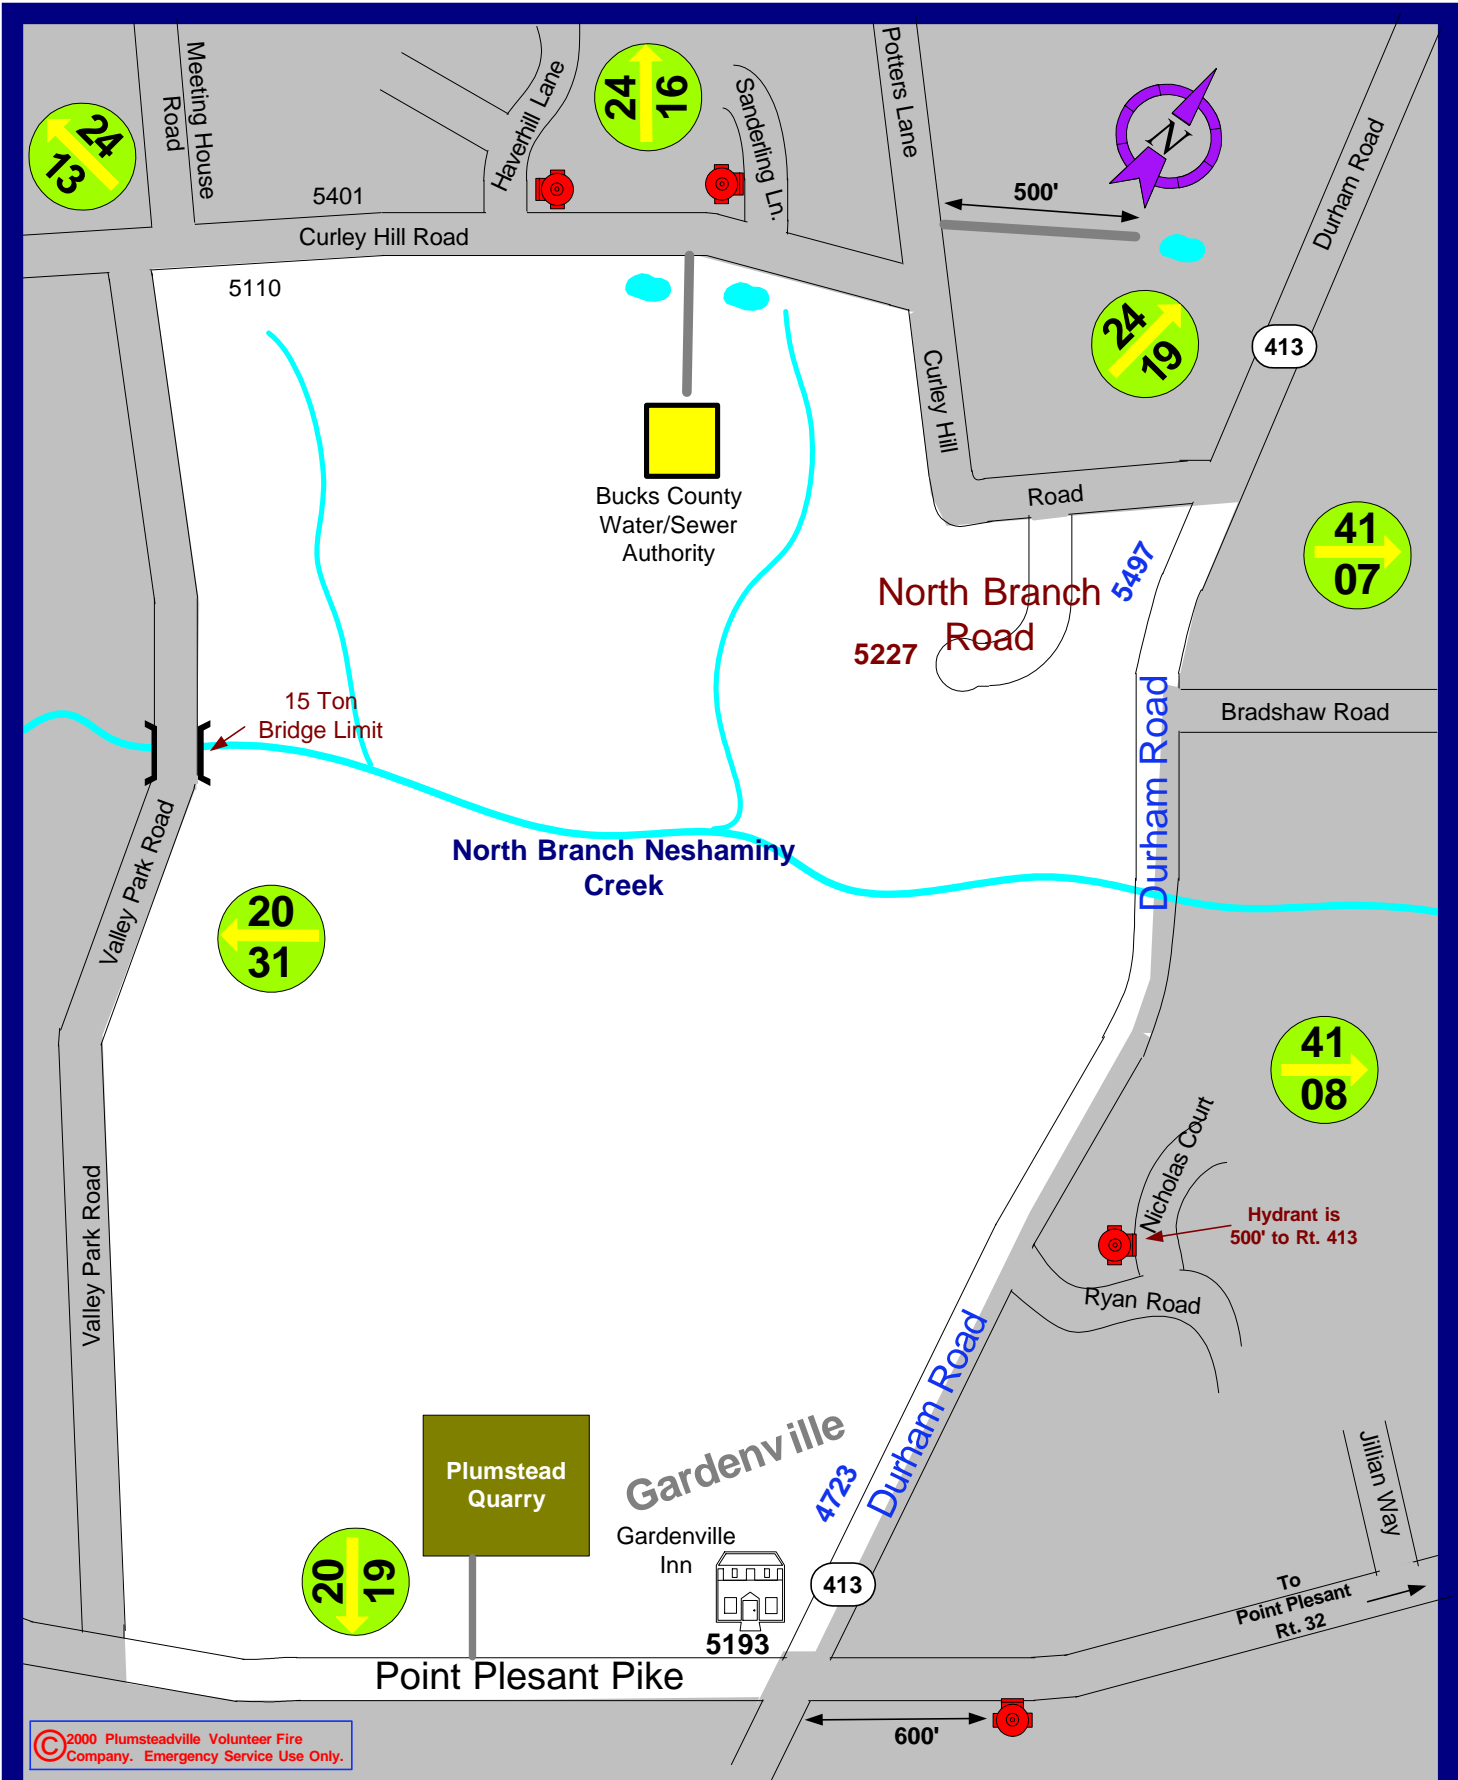 Meeting House
Road
24
13
Haverhill Lane
24
16
Sanderling Ln.
Potters Lane
N
500'
Durham Road
5401
Curley Hill Road
5110
24
19
413
Curley Hill
Road
Bucks County
Water/Sewer
Authority
41
07
5497
North Branch
Road
5227
15 Ton
Bridge Limit
Durham Road
Bradshaw Road
Valley Park Road
North Branch Neshaminy
Creek
20
31
41
08
Nicholas Court
Hydrant is
500' to Rt. 413
Ryan Road
Valley Park Road
Durham Road
Gardenville
4723
Plumstead
Quarry
Jillian Way
Gardenville
Inn
20
19
413
To
Point Plesant
Rt. 32
5193
Point Plesant Pike
600'
©2000 Plumsteadville Volunteer Fire
Company. Emergency Service Use Only.